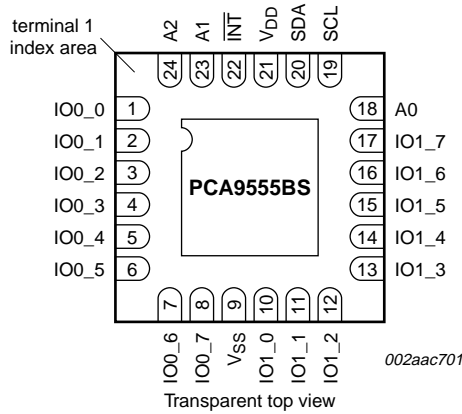 terminal 1
index area
A2
A1
INT
VDD
SDA
SCL
24
23
22
21
20
19
IO0_0 1
IO0_1 2
IO0_2 3
IO0_3 4
IO0_4 5
IO0_5 6
PCA9555BS
18 A0
17 IO1_7
16 IO1_6
15 IO1_5
14 IO1_4
13 IO1_3
7
8
9
10
11
12
IO0_6
IO0_7
VSS
IO1_0
IO1_1
IO1_2
002aac701
Transparent top view